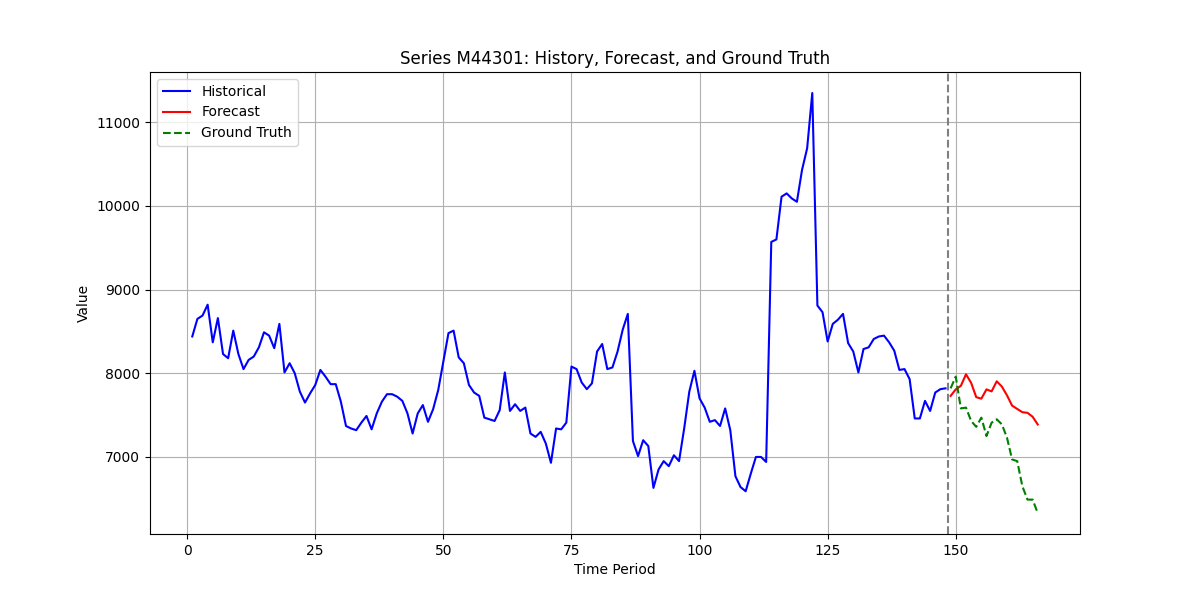 Series M44301: History, Forecast, and Ground Truth
Historical
Forecast
Ground Truth
Value
11000
10000
9000
8000
7000
0 25 50 75 100 125 150
Time Period